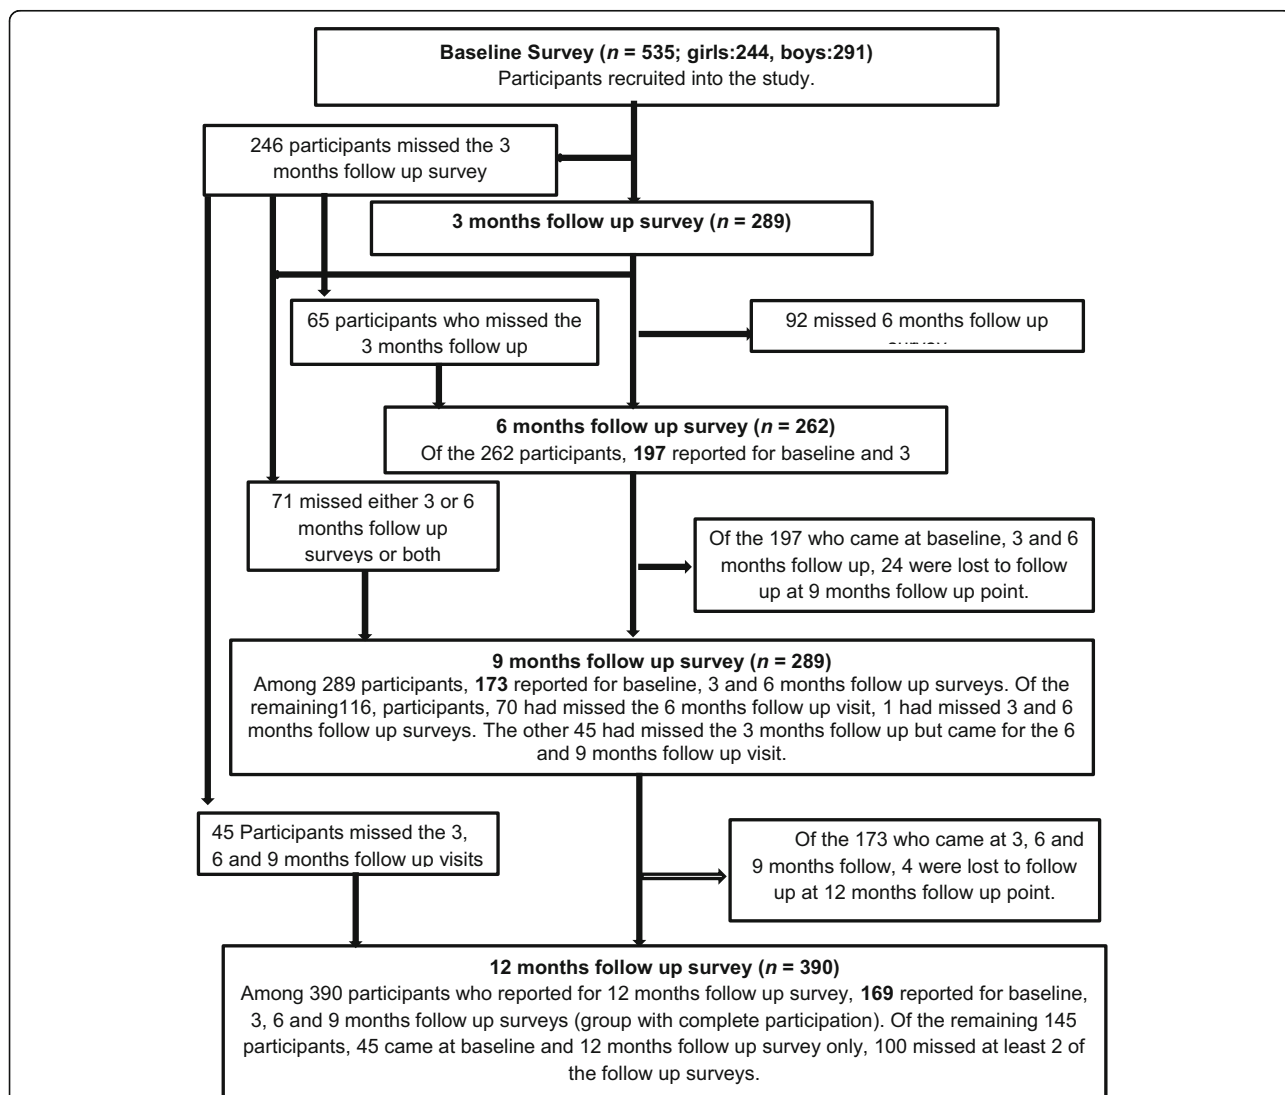 Baseline Survey (n = 535; girls:244, boys:291)
Participants recruited into the study.
246 participants missed the 3
months follow up survey
3 months follow up survey (n = 289)
65 participants who missed the
3 months follow up
92 missed 6 months follow up
6 months follow up survey (n = 262)
Of the 262 participants, 197 reported for baseline and 3
71 missed either 3 or 6
months follow up
surveys or both
Of the 197 who came at baseline, 3 and 6
months follow up, 24 were lost to follow
up at 9 months follow up point.
9 months follow up survey (n = 289)
Among 289 participants, 173 reported for baseline, 3 and 6 months follow up surveys. Of the
remaining116, participants, 70 had missed the 6 months follow up visit, 1 had missed 3 and 6
months follow up surveys. The other 45 had missed the 3 months follow up but came for the 6
and 9 months follow up visit.
45 Participants missed the 3,
6 and 9 months follow up visits
Of the 173 who came at 3, 6 and
9 months follow, 4 were lost to follow
up at 12 months follow up point.
12 months follow up survey (n = 390)
Among 390 participants who reported for 12 months follow up survey, 169 reported for baseline,
3, 6 and 9 months follow up surveys (group with complete participation). Of the remaining 145
participants, 45 came at baseline and 12 months follow up survey only, 100 missed at least 2 of
the follow up surveys.